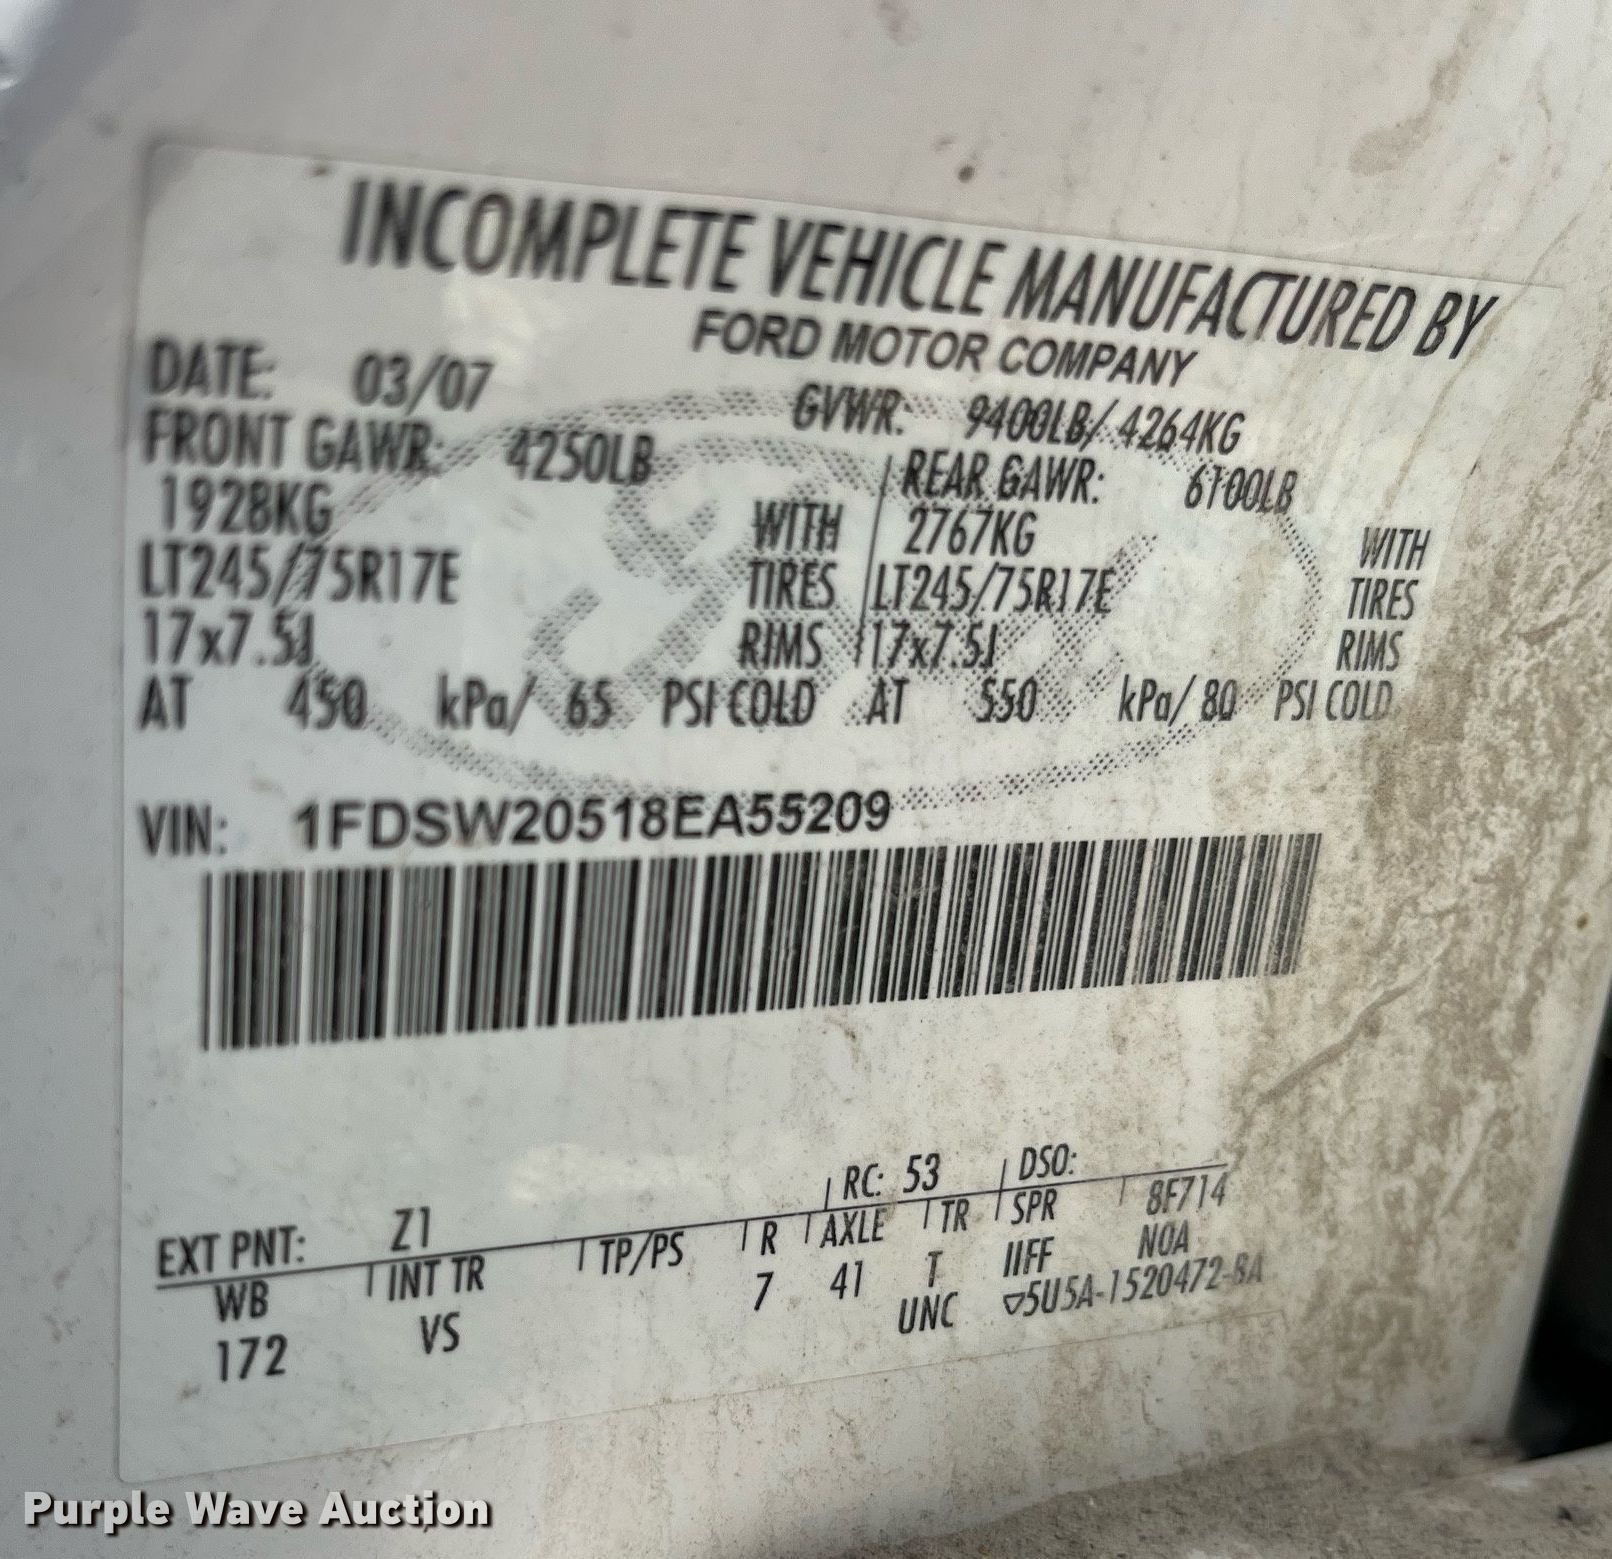 INCOMPLETE VEHICLE MANUFACTURED BY
FORD MOTOR COMPANY
DATE: 03/07 GVWR: 9400LB/ 4264KG
FRONT GAWR: 4250LB REAR GAWR: 6100LB
1928KG WITH 2767KG WITH
LT245/75R17E TIRES LT245/75R17E TIRES
17x7.5J RIMS 17x7.5J RIMS
AT 450 kPa/ 65 PSI COLD AT 550 kPa/ 80 PSI COLD
VIN: 1FDSW20518EA55209
EXT PNT: Z1 RC: 53 DSO:
WB INT TR TP/PS R AXLE TR SPR 8F714
172 VS 7 41 T IIFF NOA
UNC ▽5U5A-1520472-BA
Purple Wave Auction